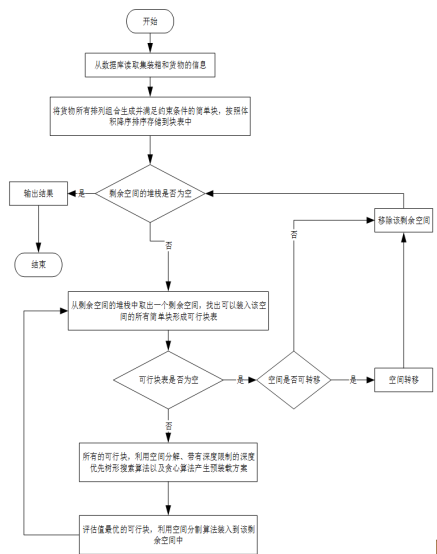 开始
从数据库读取集装箱和货物的信息
将货物所有排列组合生成并满足约束条件的简单块，按照体
积降序排序存储到块表中
剩余空间的堆栈是否为空
是
输出结果
结束
否
移除该剩余空间
从剩余空间的堆栈中取出一个剩余空间，找出可以装入该空
间的所有简单块形成可行块表
可行块表是否为空
是
空间是否可转移
否
是
空间转移
否
所有的可行块，利用空间分解、带有深度限制的深度
优先树形搜索算法以及贪心算法产生预装载方案
评估值最优的可行块，利用空间分割算法装入到该剩
余空间中